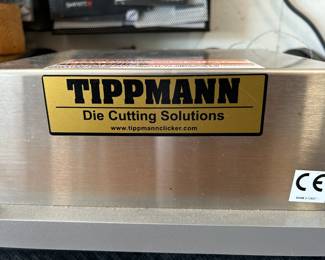 TIPPMANN
Die Cutting Solutions
www.tippmannclicker.com
CE